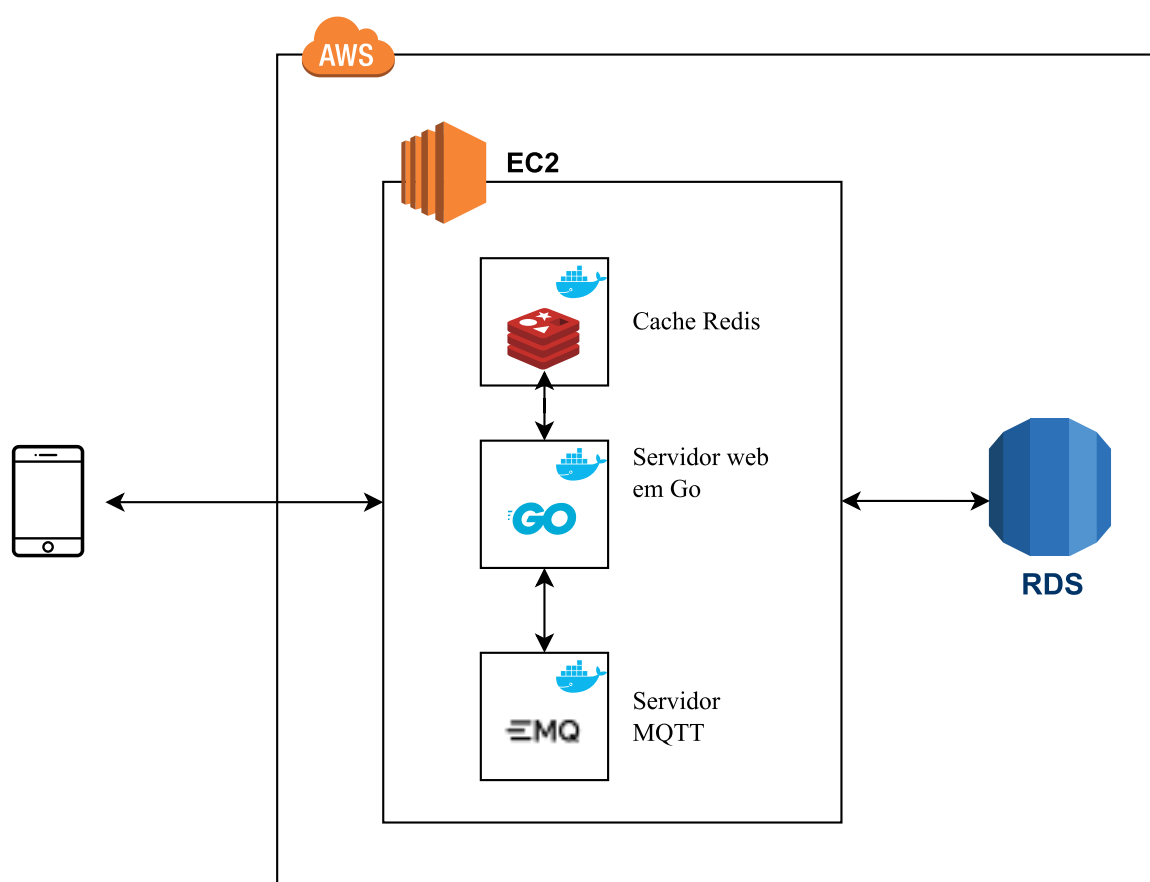 AWS
EC2
Cache Redis
Servidor web
em Go
GO
RDS
Servidor
MQTT
EMQ